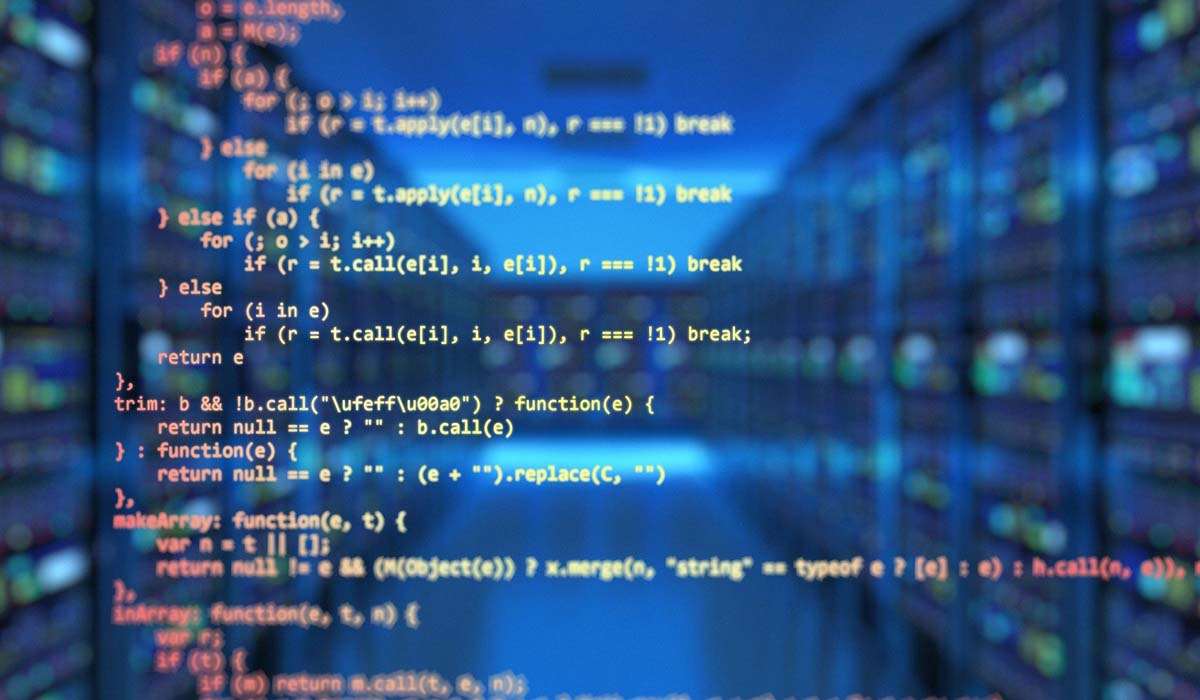 o = e.length,
a = M(e);
if (n) {
if (a) {
for (; o > i; i++)
if (r = t.apply(e[i], n), r === !1) break
} else
for (i in e)
if (r = t.apply(e[i], n), r === !1) break
} else if (a) {
for (; o > i; i++)
if (r = t.call(e[i], i, e[i]), r === !1) break
} else
for (i in e)
if (r = t.call(e[i], i, e[i]), r === !1) break;
return e
},
trim: b && !b.call("\ufeff\u00a0") ? function(e) {
return null == e ? "" : b.call(e)
} : function(e) {
return null == e ? "" : (e + "").replace(C, "")
},
makeArray: function(e, t) {
var n = t || [];
return null != e && (M(Object(e)) ? x.merge(n, "string" == typeof e ? [e] : e) : h.call(n, e)),
},
inArray: function(e, t, n) {
var r;
if (t) {
if (m) return m.call(t, e, n);